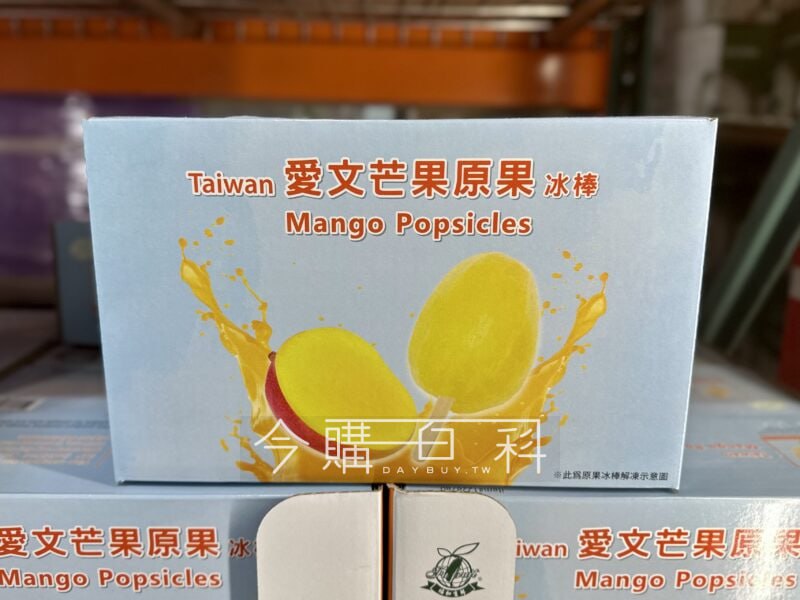 Taiwan 愛文芒果原果 冰棒
Mango Popsicles
今購百科
DAYBUY.TW
※此為原果冰棒解凍示意圖
愛文芒果原果 冰
Mango Popsicles
iwan 愛文芒果原果
Mango Popsicles